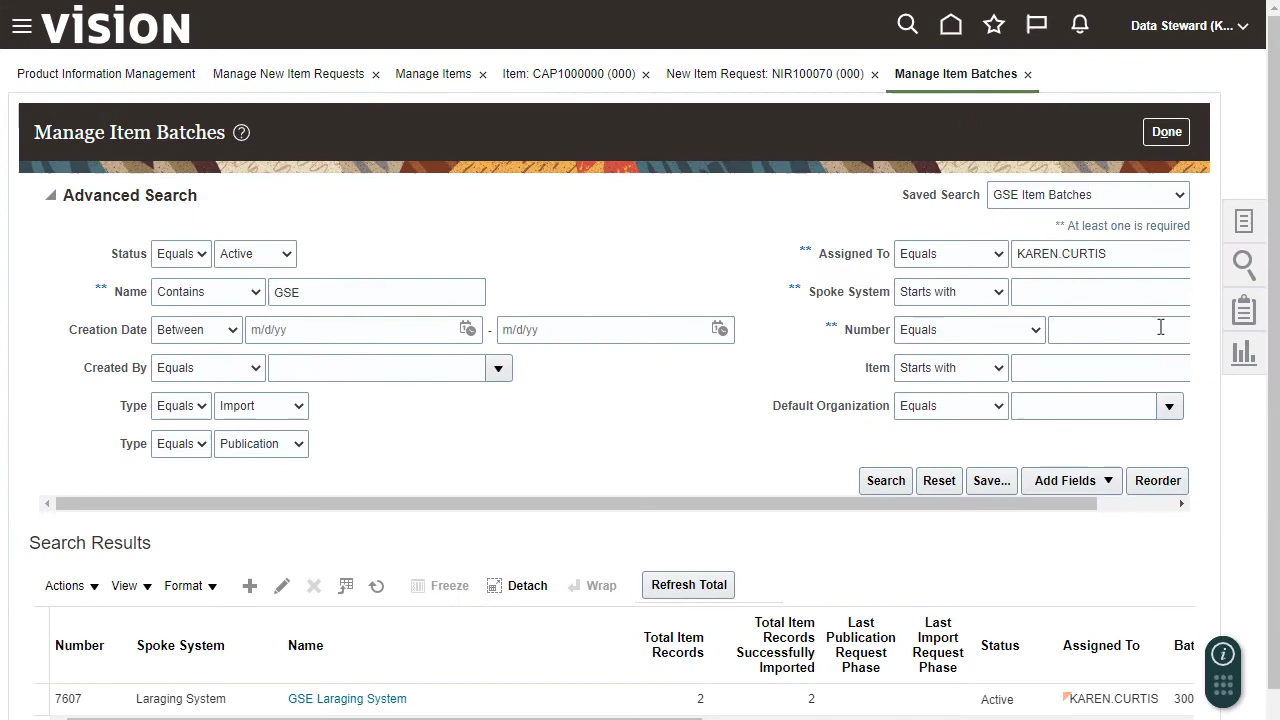 vision
Data Steward (K...
Product Information Management
Manage New Item Requests ×
Manage Items ×
Item: CAP1000000 (000) ×
New Item Request: NIR100070 (000) ×
Manage Item Batches ×
Manage Item Batches ?
Done
Advanced Search
Saved Search GSE Item Batches
** At least one is required
Status Equals Active
** Assigned To Equals KAREN.CURTIS
** Name Contains GSE
** Spoke System Starts with
Creation Date Between m/d/yy - m/d/yy
** Number Equals
Created By Equals
Item Starts with
Type Equals Import
Default Organization Equals
Type Equals Publication
Search Reset Save... Add Fields Reorder
Search Results
Actions View Format Freeze Detach Wrap Refresh Total
Number
Spoke System
Name
Total Item
Records
Total Item
Records
Successfully
Imported
Last
Publication
Request
Phase
Last
Import
Request
Phase
Status
Assigned To
Bat
7607 Laraging System GSE Laraging System 2 2 Active KAREN.CURTIS 300